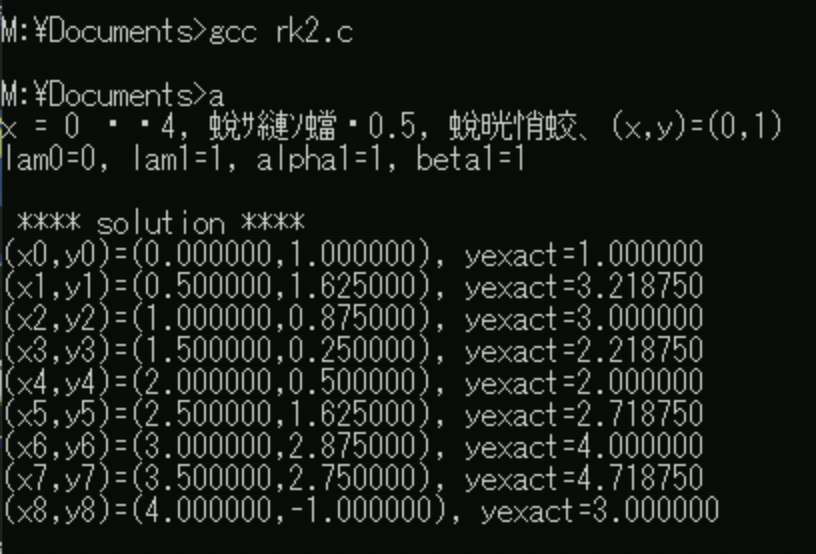 M:¥Documents>gcc rk2.c
M:¥Documents>a
x = 0 ・ ・4, 蛻ｻ縺ｿ蟷・0.5, 蛻晄悄蛟､ (x,y)=(0,1)
lam0=0, lam1=1, alpha1=1, beta1=1
**** solution ****
(x0,y0)=(0.000000,1.000000), yexact=1.000000
(x1,y1)=(0.500000,1.625000), yexact=3.218750
(x2,y2)=(1.000000,0.875000), yexact=3.000000
(x3,y3)=(1.500000,0.250000), yexact=2.218750
(x4,y4)=(2.000000,0.500000), yexact=2.000000
(x5,y5)=(2.500000,1.625000), yexact=2.718750
(x6,y6)=(3.000000,2.875000), yexact=4.000000
(x7,y7)=(3.500000,2.750000), yexact=4.718750
(x8,y8)=(4.000000,-1.000000), yexact=3.000000